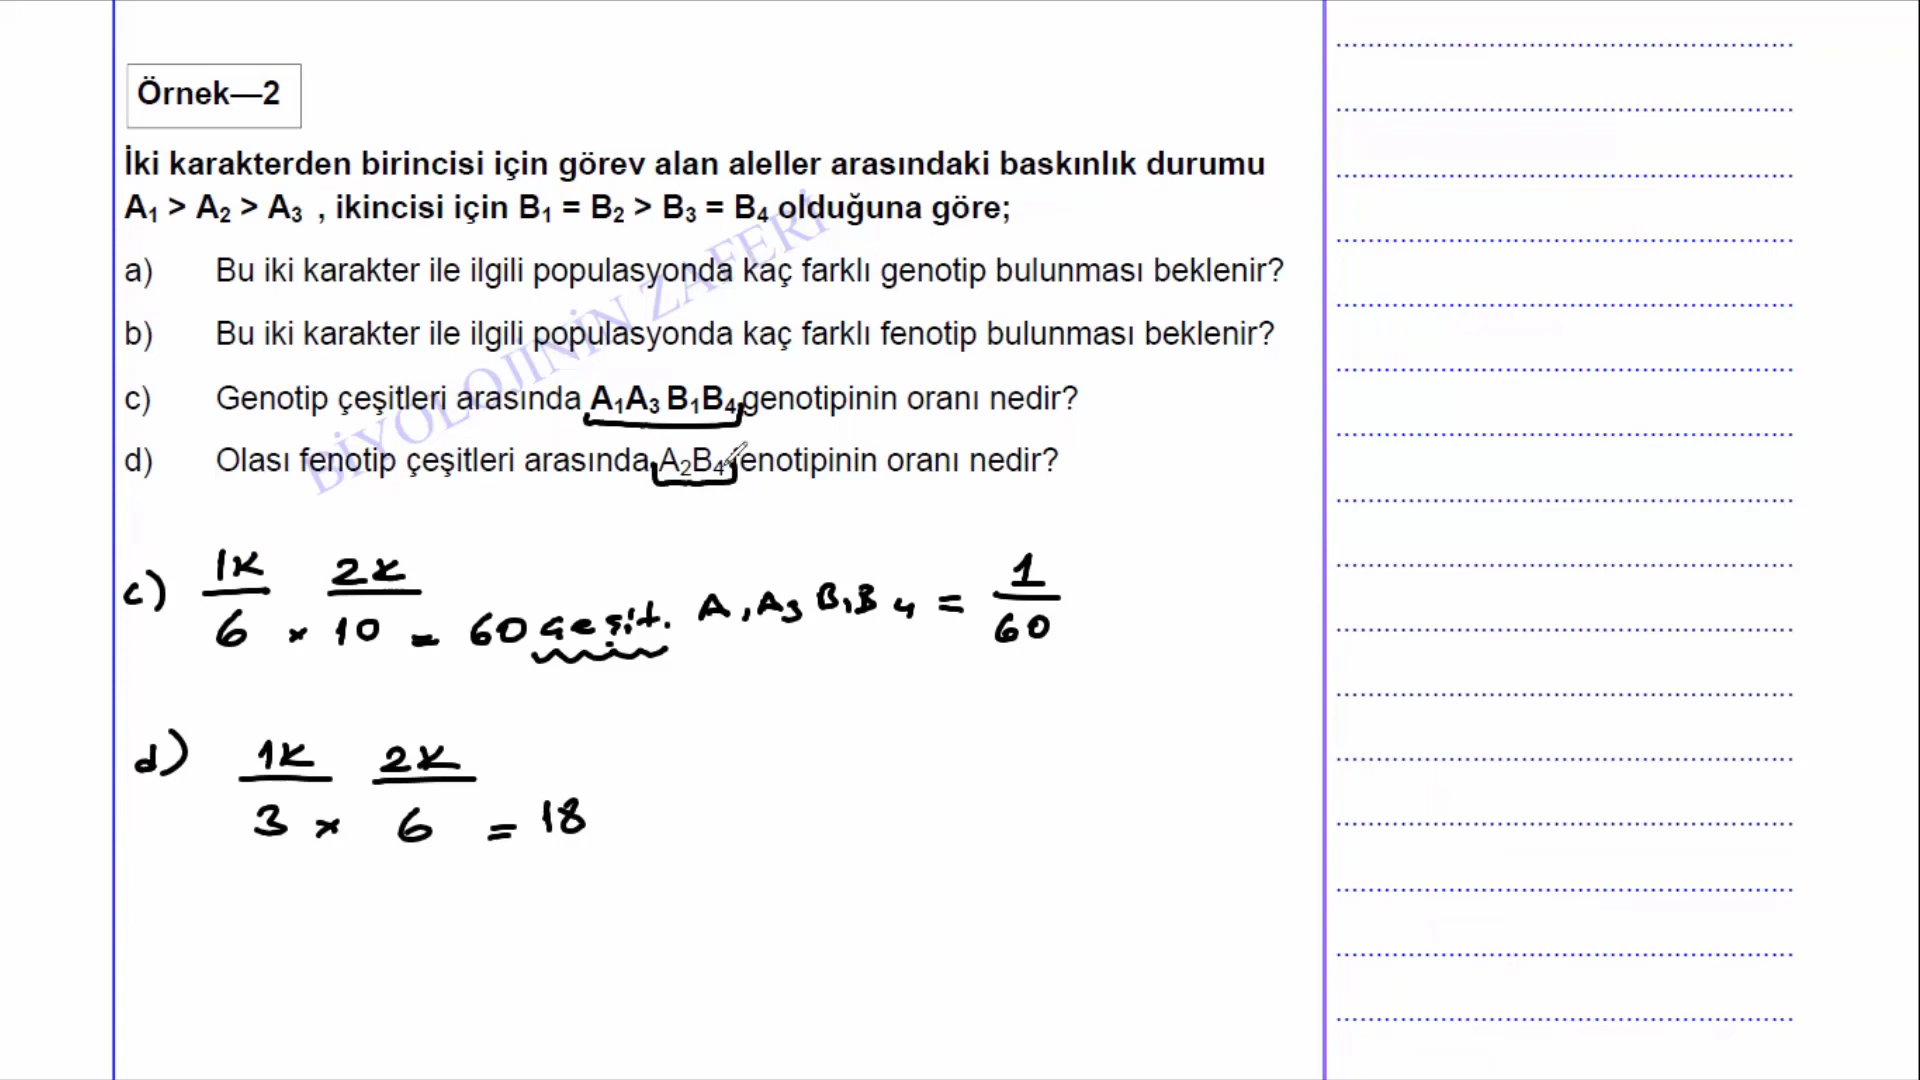 Örnek—2
İki karakterden birincisi için görev alan aleller arasındaki baskınlık durumu
A₁ > A₂ > A₃ , ikincisi için B₁ = B₂ > B₃ = B₄ olduğuna göre;
a) Bu iki karakter ile ilgili populasyonda kaç farklı genotip bulunması beklenir?
b) Bu iki karakter ile ilgili populasyonda kaç farklı fenotip bulunması beklenir?
c) Genotip çeşitleri arasında A₁A₃ B₁B₄ genotipinin oranı nedir?
d) Olası fenotip çeşitleri arasında A₂B₄ fenotipinin oranı nedir?
BİYOLOJİNİN ZAFERİ
c) 1K 2K 1
6 × 10 = 60 çeşit. A₁A₃ B₁B₄ = 60
d) 1K 2K
3 × 6 = 18